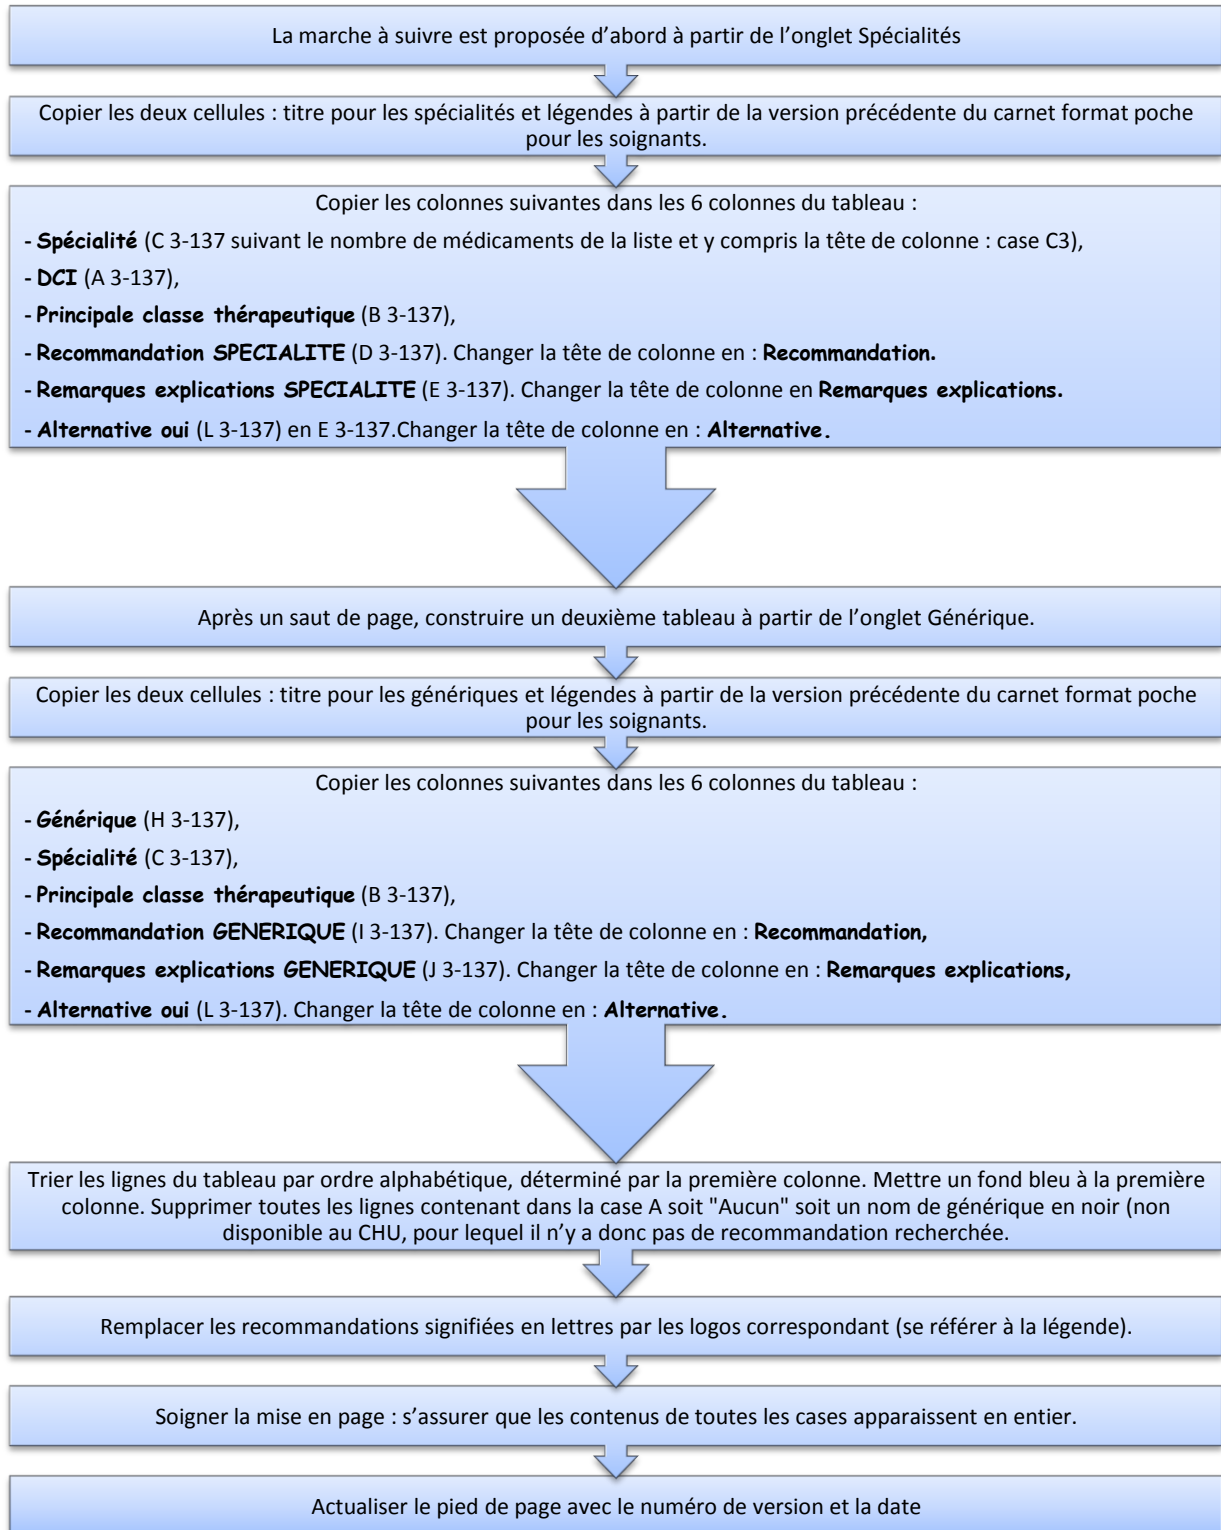 La marche à suivre est proposée d’abord à partir de l’onglet Spécialités
Copier les deux cellules : titre pour les spécialités et légendes à partir de la version précédente du carnet format poche
pour les soignants.
Copier les colonnes suivantes dans les 6 colonnes du tableau :
- Spécialité (C 3-137 suivant le nombre de médicaments de la liste et y compris la tête de colonne : case C3),
- DCI (A 3-137),
- Principale classe thérapeutique (B 3-137),
- Recommandation SPECIALITE (D 3-137). Changer la tête de colonne en : Recommandation.
- Remarques explications SPECIALITE (E 3-137). Changer la tête de colonne en Remarques explications.
- Alternative oui (L 3-137) en E 3-137.Changer la tête de colonne en : Alternative.
Après un saut de page, construire un deuxième tableau à partir de l’onglet Générique.
Copier les deux cellules : titre pour les génériques et légendes à partir de la version précédente du carnet format poche
pour les soignants.
Copier les colonnes suivantes dans les 6 colonnes du tableau :
- Générique (H 3-137),
- Spécialité (C 3-137),
- Principale classe thérapeutique (B 3-137),
- Recommandation GENERIQUE (I 3-137). Changer la tête de colonne en : Recommandation,
- Remarques explications GENERIQUE (J 3-137). Changer la tête de colonne en : Remarques explications,
- Alternative oui (L 3-137). Changer la tête de colonne en : Alternative.
Trier les lignes du tableau par ordre alphabétique, déterminé par la première colonne. Mettre un fond bleu à la première
colonne. Supprimer toutes les lignes contenant dans la case A soit "Aucun" soit un nom de générique en noir (non
disponible au CHU, pour lequel il n’y a donc pas de recommandation recherchée.
Remplacer les recommandations signifiées en lettres par les logos correspondant (se référer à la légende).
Soigner la mise en page : s’assurer que les contenus de toutes les cases apparaissent en entier.
Actualiser le pied de page avec le numéro de version et la date